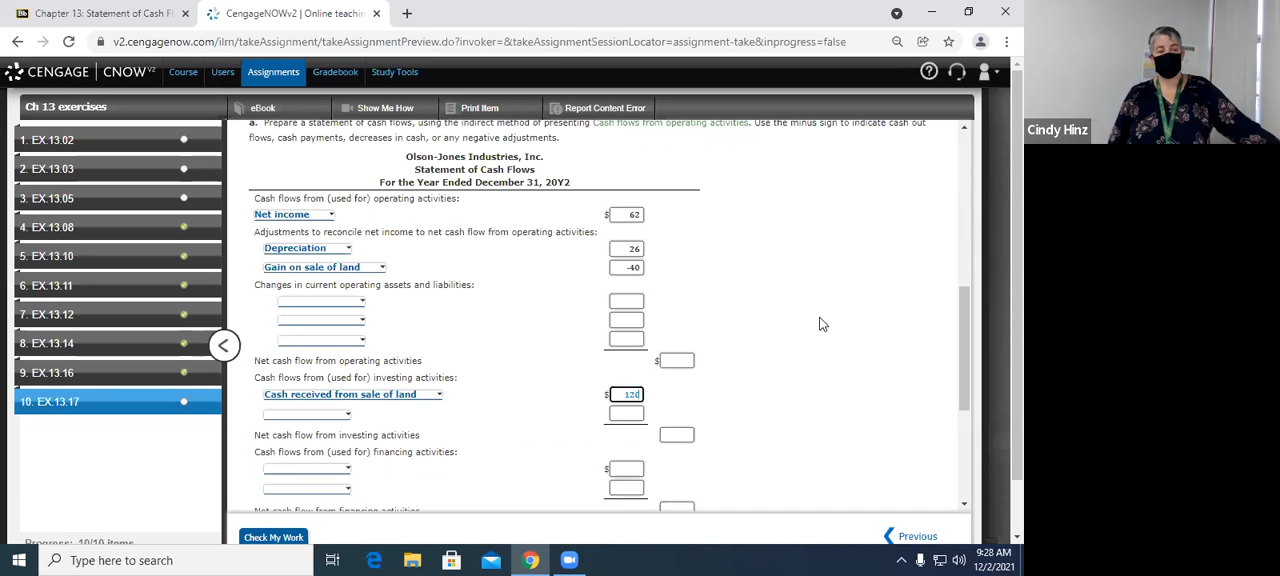 Chapter 13: Statement of Cash F
CengageNOWv2 | Online teachin
v2.cengagenow.com/ilrn/takeAssignment/takeAssignmentPreview.do?invoker=&takeAssignmentSessionLocator=assignment-take&inprogress=false
CENGAGE CNOWV2 Course Users Assignments Gradebook Study Tools
Ch 13 exercises
eBook Show Me How Print Item Report Content Error
1. EX.13.02
2. EX.13.03
3. EX.13.05
4. EX.13.08
5. EX.13.10
6. EX.13.11
7. EX.13.12
8. EX.13.14
9. EX.13.16
10. EX.13.17
Progress: 10/10 items
a. Prepare a statement of cash flows, using the indirect method of presenting Cash flows from operating activities. Use the minus sign to indicate cash out
flows, cash payments, decreases in cash, or any negative adjustments.
Olson-Jones Industries, Inc.
Statement of Cash Flows
For the Year Ended December 31, 20Y2
Cash flows from (used for) operating activities:
Net income $ 62
Adjustments to reconcile net income to net cash flow from operating activities:
Depreciation 26
Gain on sale of land -40
Changes in current operating assets and liabilities:
Net cash flow from operating activities $
Cash flows from (used for) investing activities:
Cash received from sale of land $ 120
Net cash flow from investing activities
Cash flows from (used for) financing activities:
$
Net cash flow from financing activities
Check My Work
Previous
Cindy Hinz
Type here to search
9:28 AM
12/2/2021